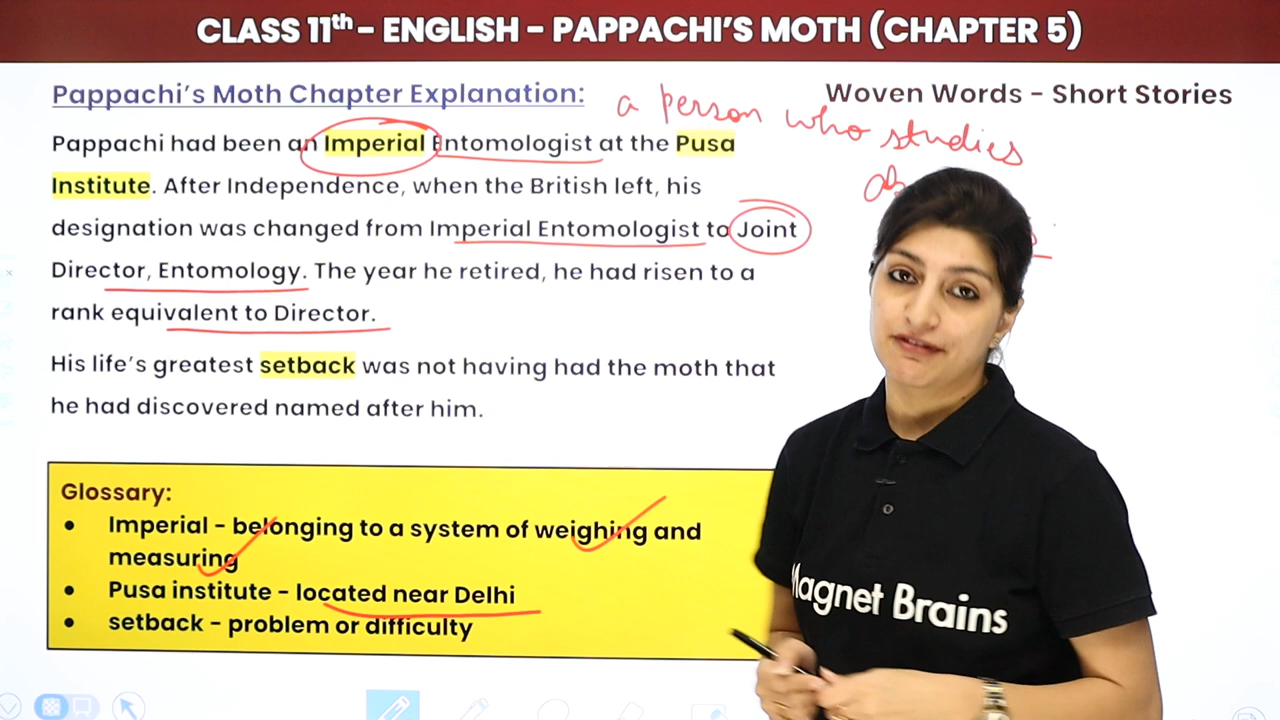 CLASS 11th - ENGLISH - PAPPACHI'S MOTH (CHAPTER 5)
Pappachi's Moth Chapter Explanation:
Woven Words - Short Stories
a person who studies
Pappachi had been an Imperial Entomologist at the Pusa
Institute. After Independence, when the British left, his
designation was changed from Imperial Entomologist to Joint
Director, Entomology. The year he retired, he had risen to a
rank equivalent to Director.
His life's greatest setback was not having had the moth that
he had discovered named after him.
Glossary:
• Imperial - belonging to a system of weighing and
measuring
• Pusa institute - located near Delhi
• setback - problem or difficulty
Magnet Brains